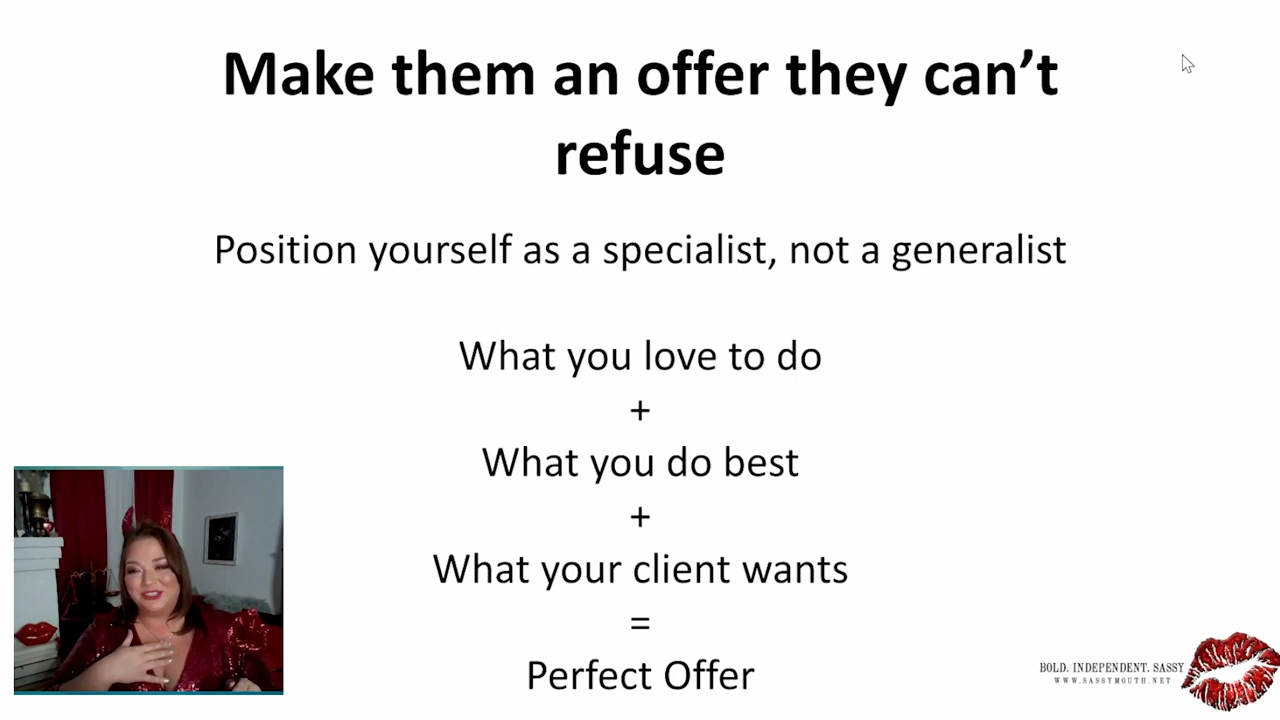 Make them an offer they can’t
refuse
Position yourself as a specialist, not a generalist
What you love to do
+
What you do best
+
What your client wants
=
Perfect Offer
BOLD. INDEPENDENT. SASSY
WWW.SASSYMOUTH.NET